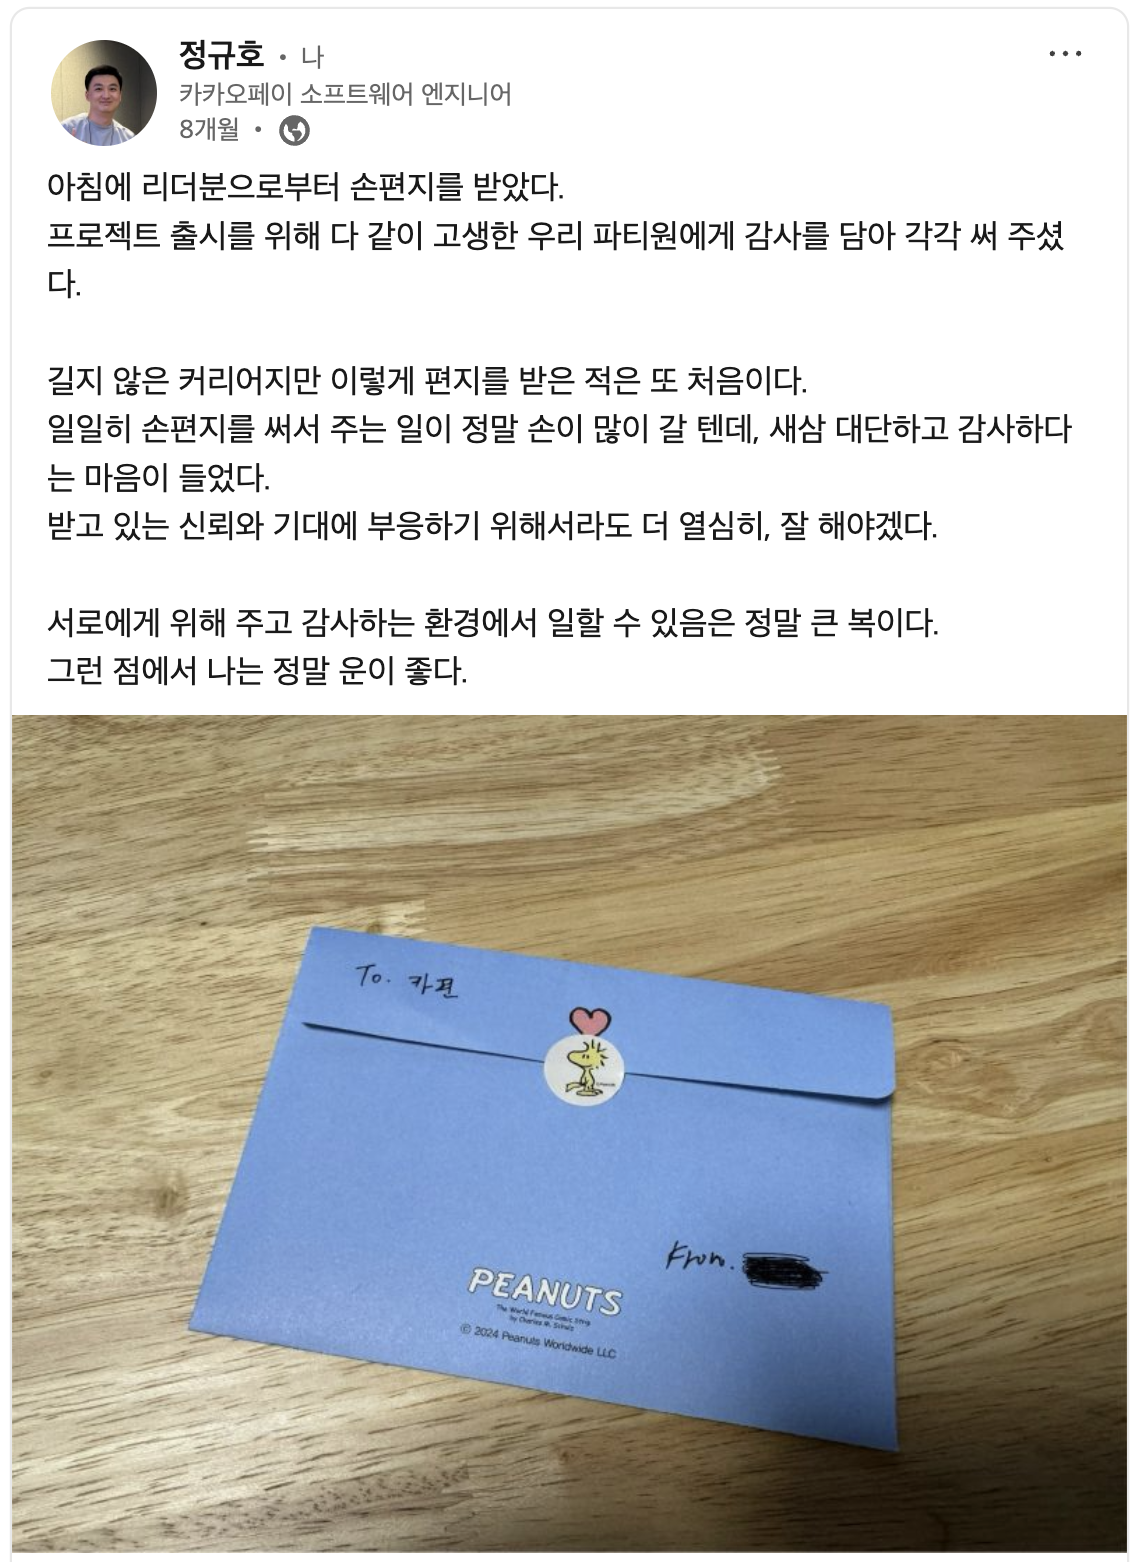 정규호 • 나
카카오페이 소프트웨어 엔지니어
8개월 •
아침에 리더분으로부터 손편지를 받았다.
프로젝트 출시를 위해 다 같이 고생한 우리 파티원에게 감사를 담아 각각 써 주셨
다.
길지 않은 커리어지만 이렇게 편지를 받은 적은 또 처음이다.
일일히 손편지를 써서 주는 일이 정말 손이 많이 갈 텐데, 새삼 대단하고 감사하다
는 마음이 들었다.
받고 있는 신뢰와 기대에 부응하기 위해서라도 더 열심히, 잘 해야겠다.
서로에게 위해 주고 감사하는 환경에서 일할 수 있음은 정말 큰 복이다.
그런 점에서 나는 정말 운이 좋다.
To. 카펀
From.
PEANUTS
The World Famous Comic Strip
by Charles M. Schulz
© 2024 Peanuts Worldwide LLC